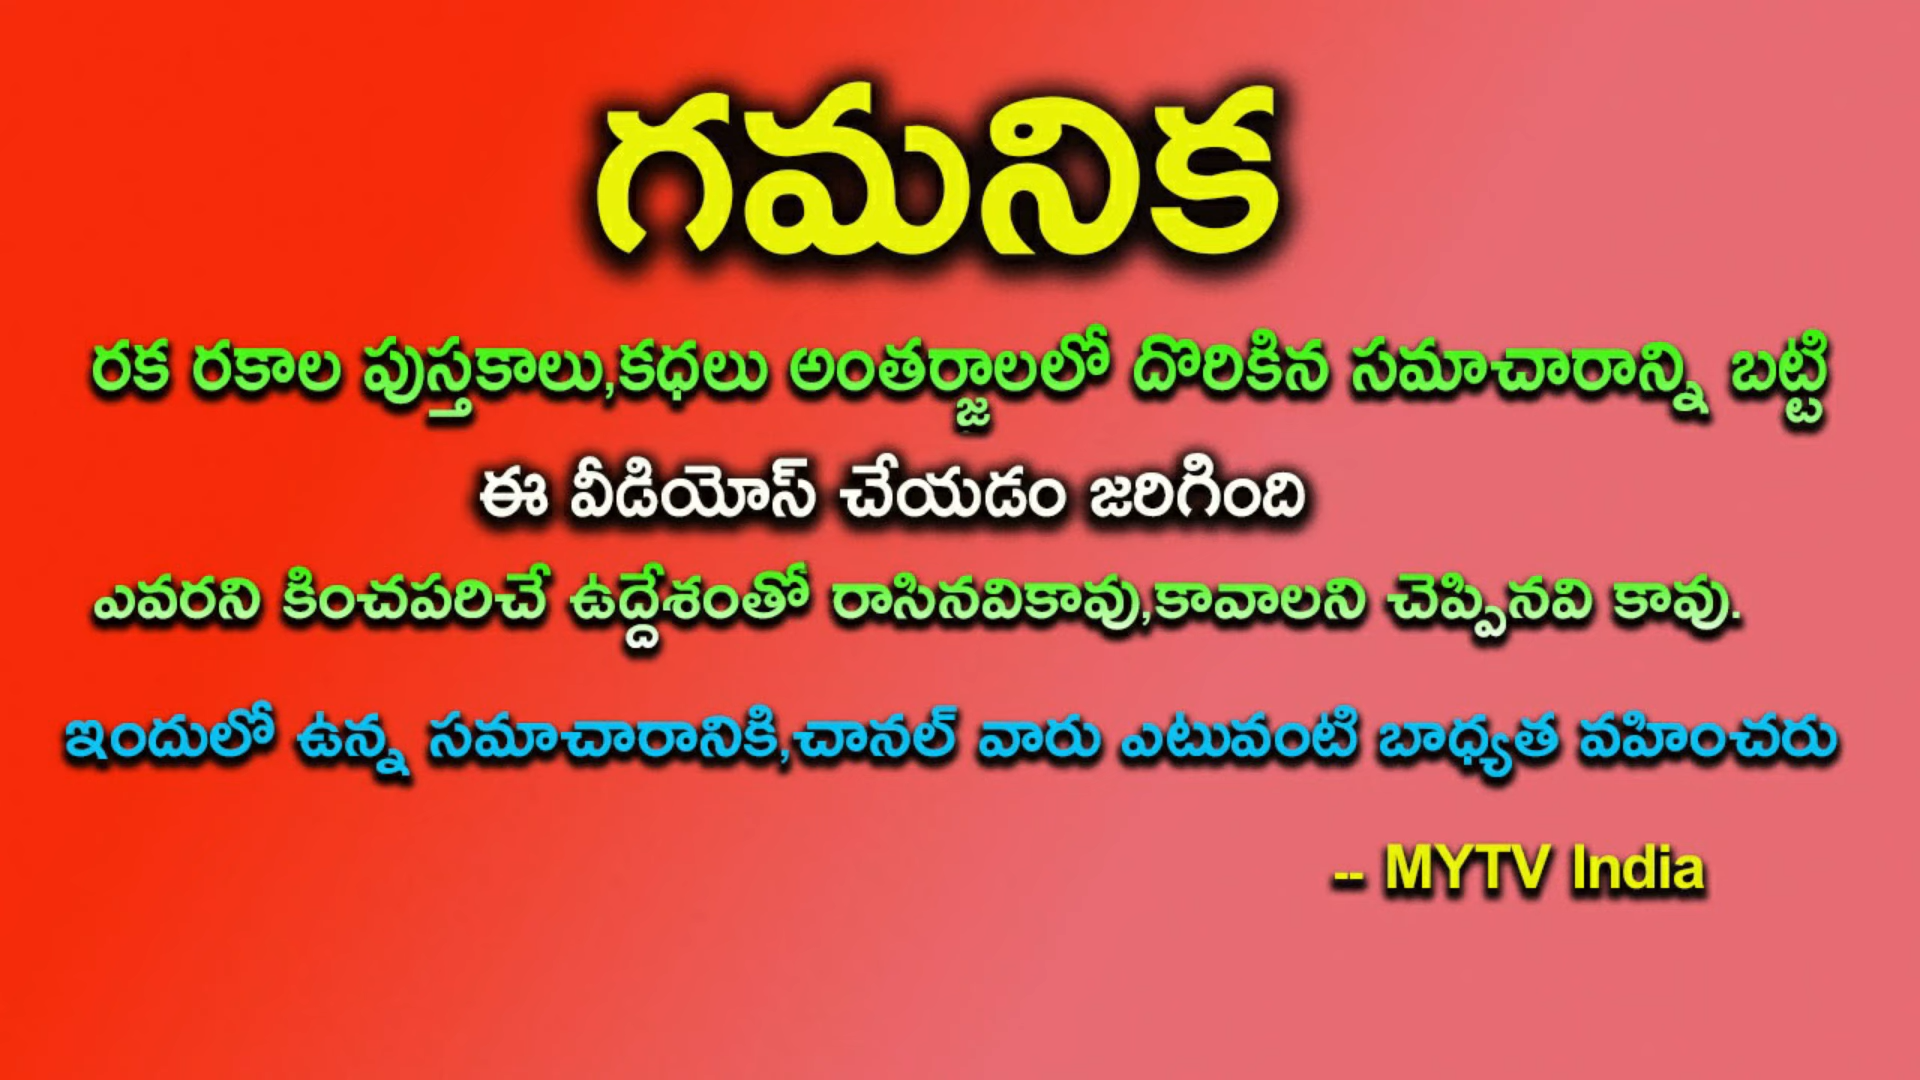 గమనిక
రక రకాల పుస్తకాలు,కధలు అంతర్జాలలో దొరికిన సమాచారాన్ని బట్టి
ఈ వీడియోస్ చేయడం జరిగింది
ఎవరని కించపరిచే ఉద్దేశంతో రాసినవికావు,కావాలని చెప్పినవి కావు.
ఇందులో ఉన్న సమాచారానికి,చానల్ వారు ఎటువంటి బాధ్యత వహించరు
-- MYTV India